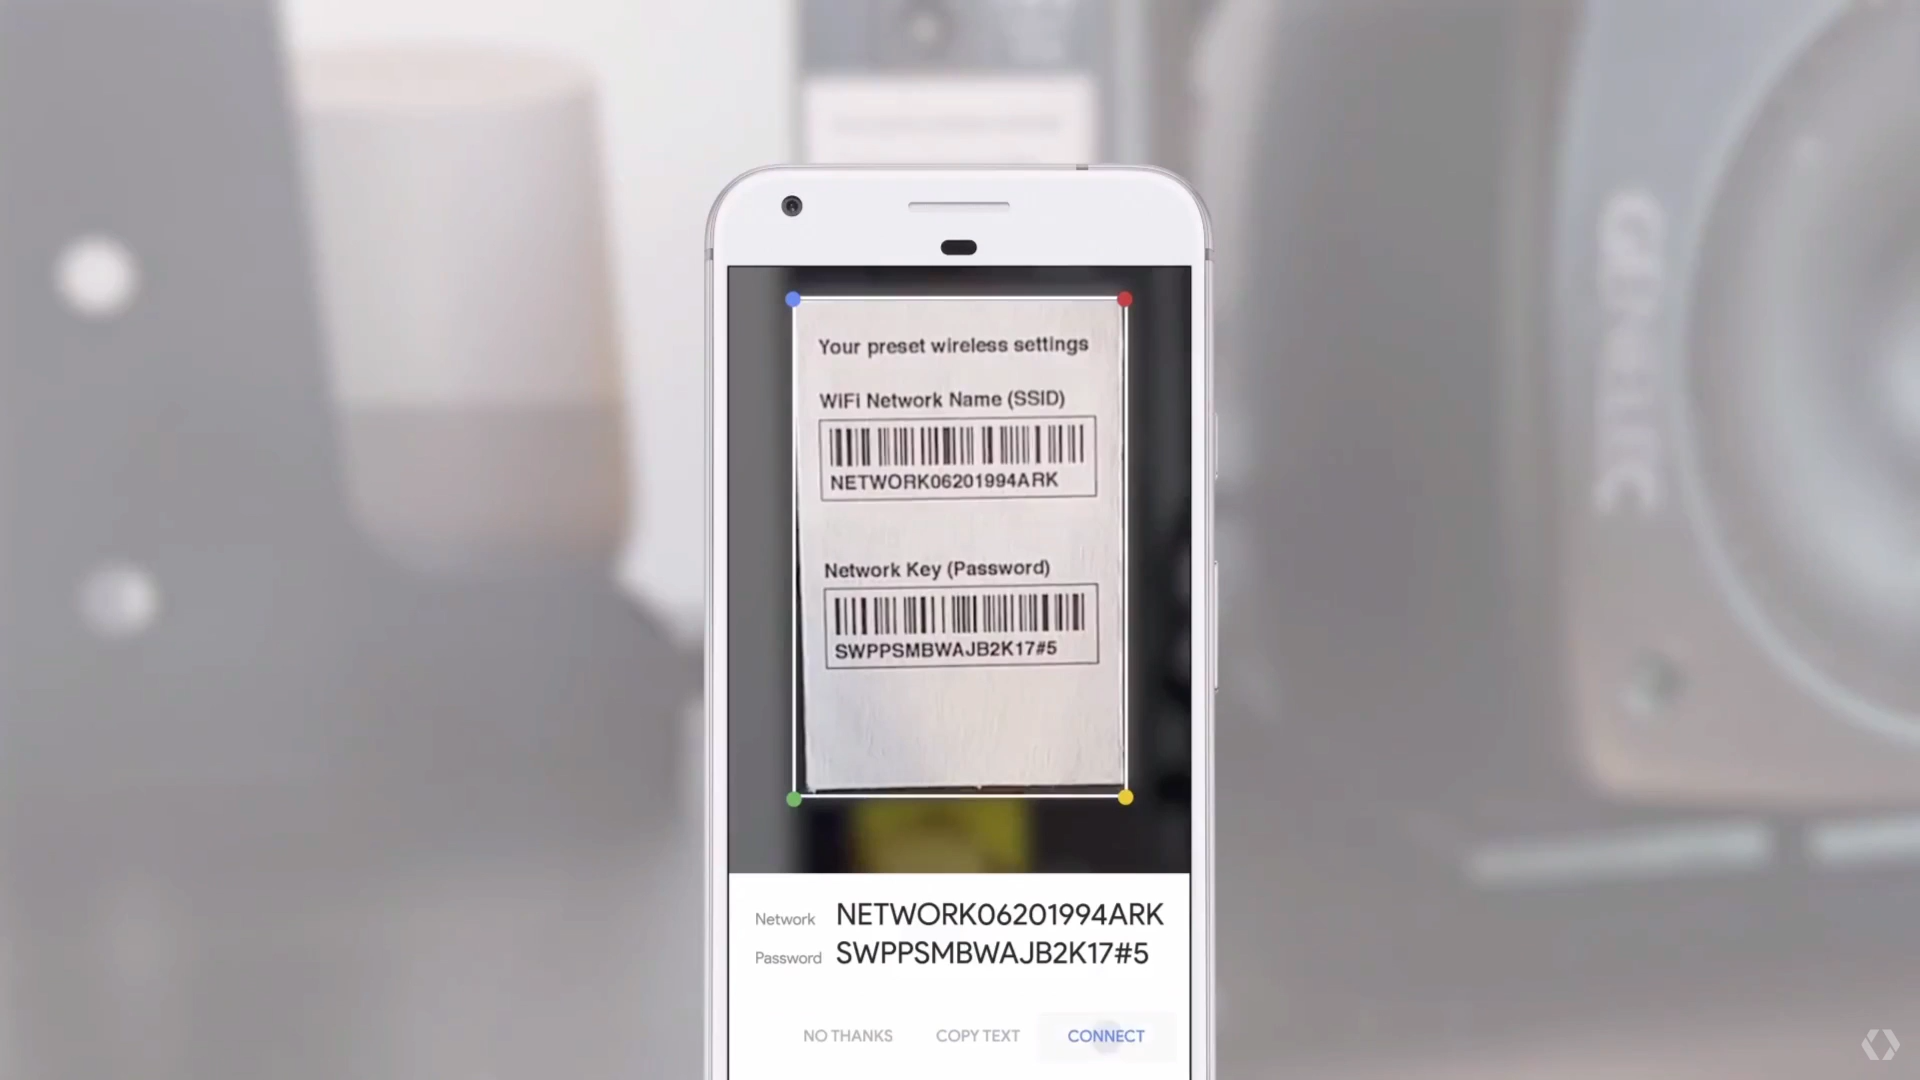 GENELEC
Your preset wireless settings
WiFi Network Name (SSID)
NETWORK06201994ARK
Network Key (Password)
SWPPSMBWAJB2K17#5
Network NETWORK06201994ARK
Password SWPPSMBWAJB2K17#5
NO THANKS COPY TEXT CONNECT